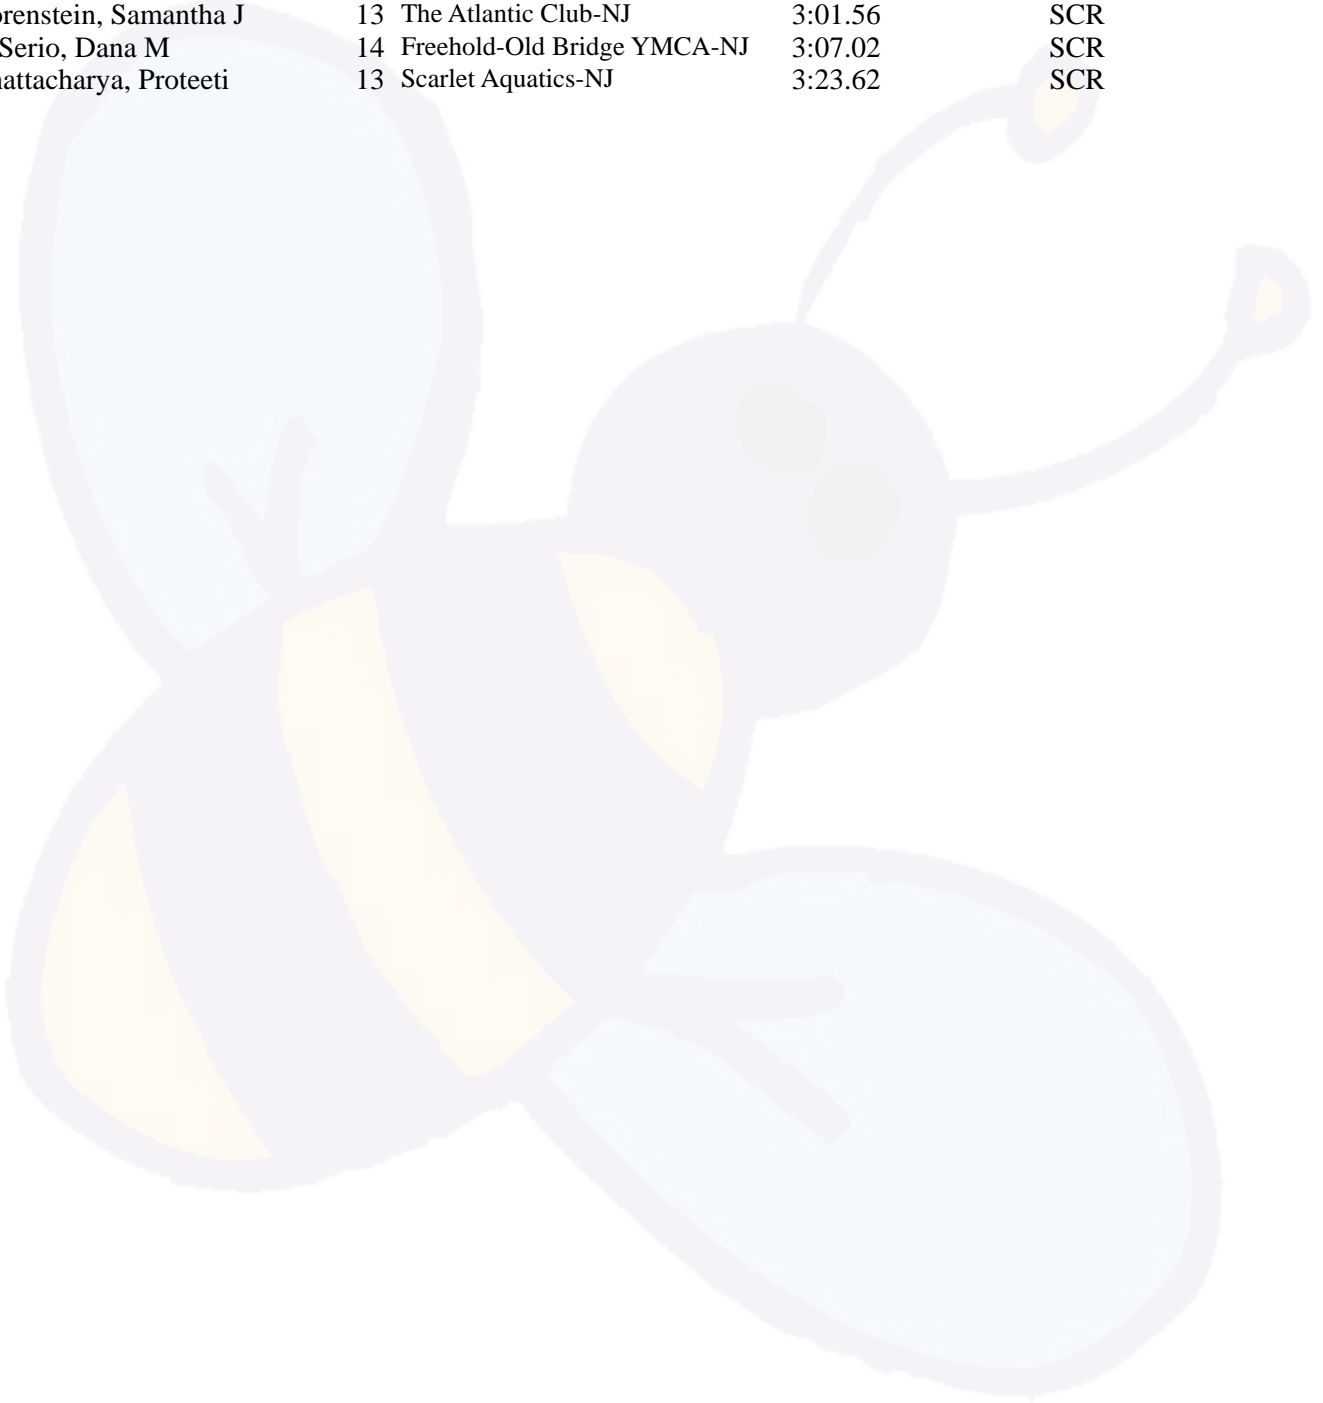 orenstein, Samantha J 13 The Atlantic Club-NJ 3:01.56 SCR
Serio, Dana M 14 Freehold-Old Bridge YMCA-NJ 3:07.02 SCR
attacharya, Proteeti 13 Scarlet Aquatics-NJ 3:23.62 SCR